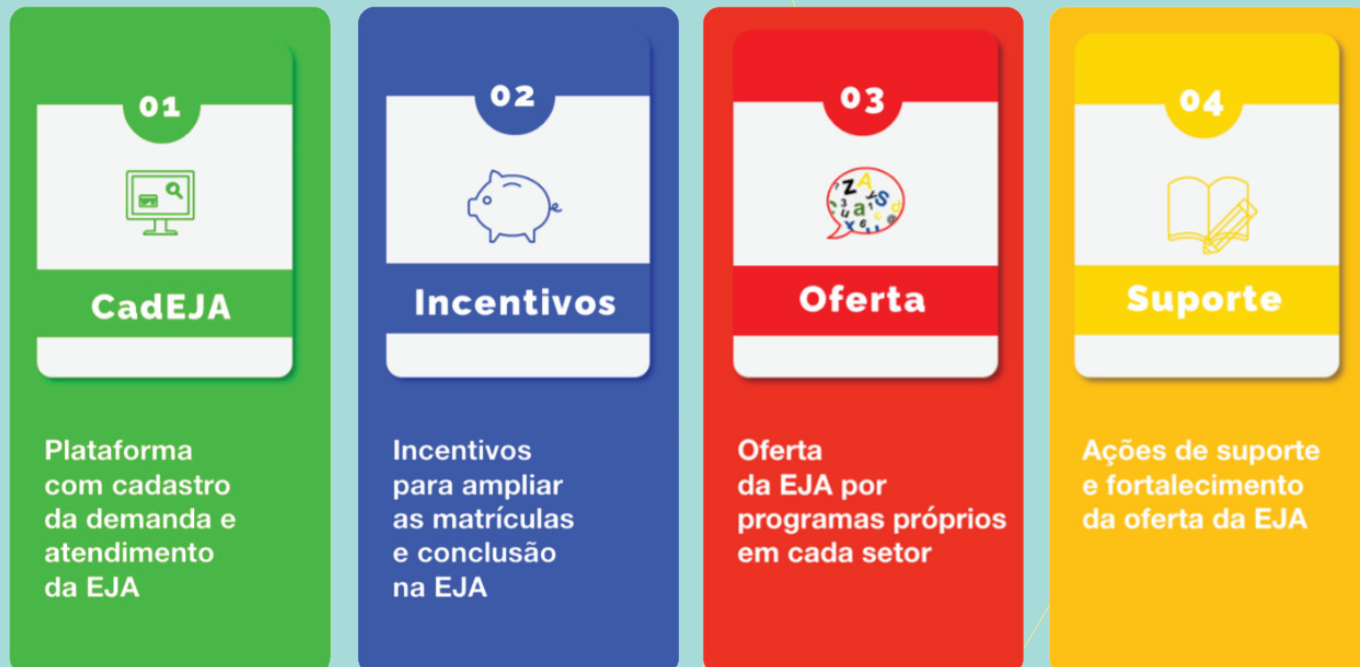 01
CadEJA
Plataforma
com cadastro
da demanda e
atendimento
da EJA
02
Incentivos
Incentivos
para ampliar
as matrículas
e conclusão
na EJA
03
Oferta
Oferta
da EJA por
programas próprios
em cada setor
04
Suporte
Ações de suporte
e fortalecimento
da oferta da EJA